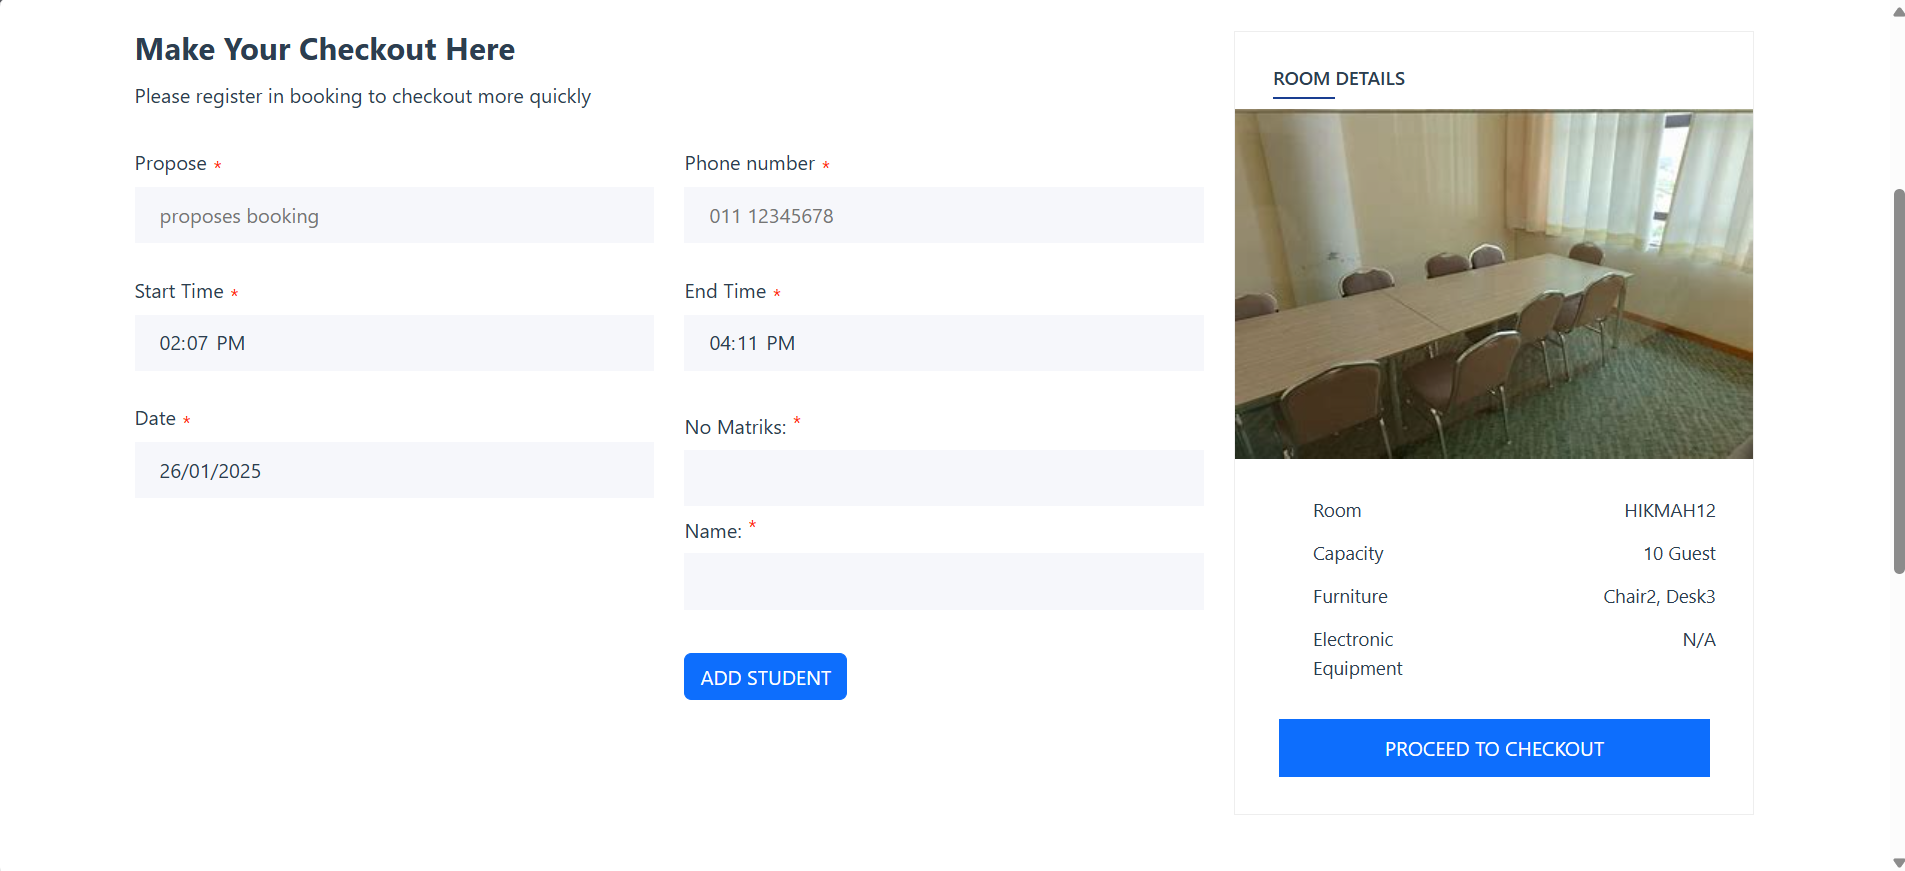 Make Your Checkout Here
Please register in booking to checkout more quickly
Propose *
proposes booking
Phone number *
011 12345678
Start Time *
02:07 PM
End Time *
04:11 PM
Date *
26/01/2025
No Matriks: *
Name: *
ADD STUDENT
ROOM DETAILS
Room HIKMAH12
Capacity 10 Guest
Furniture Chair2, Desk3
Electronic N/A
Equipment
PROCEED TO CHECKOUT